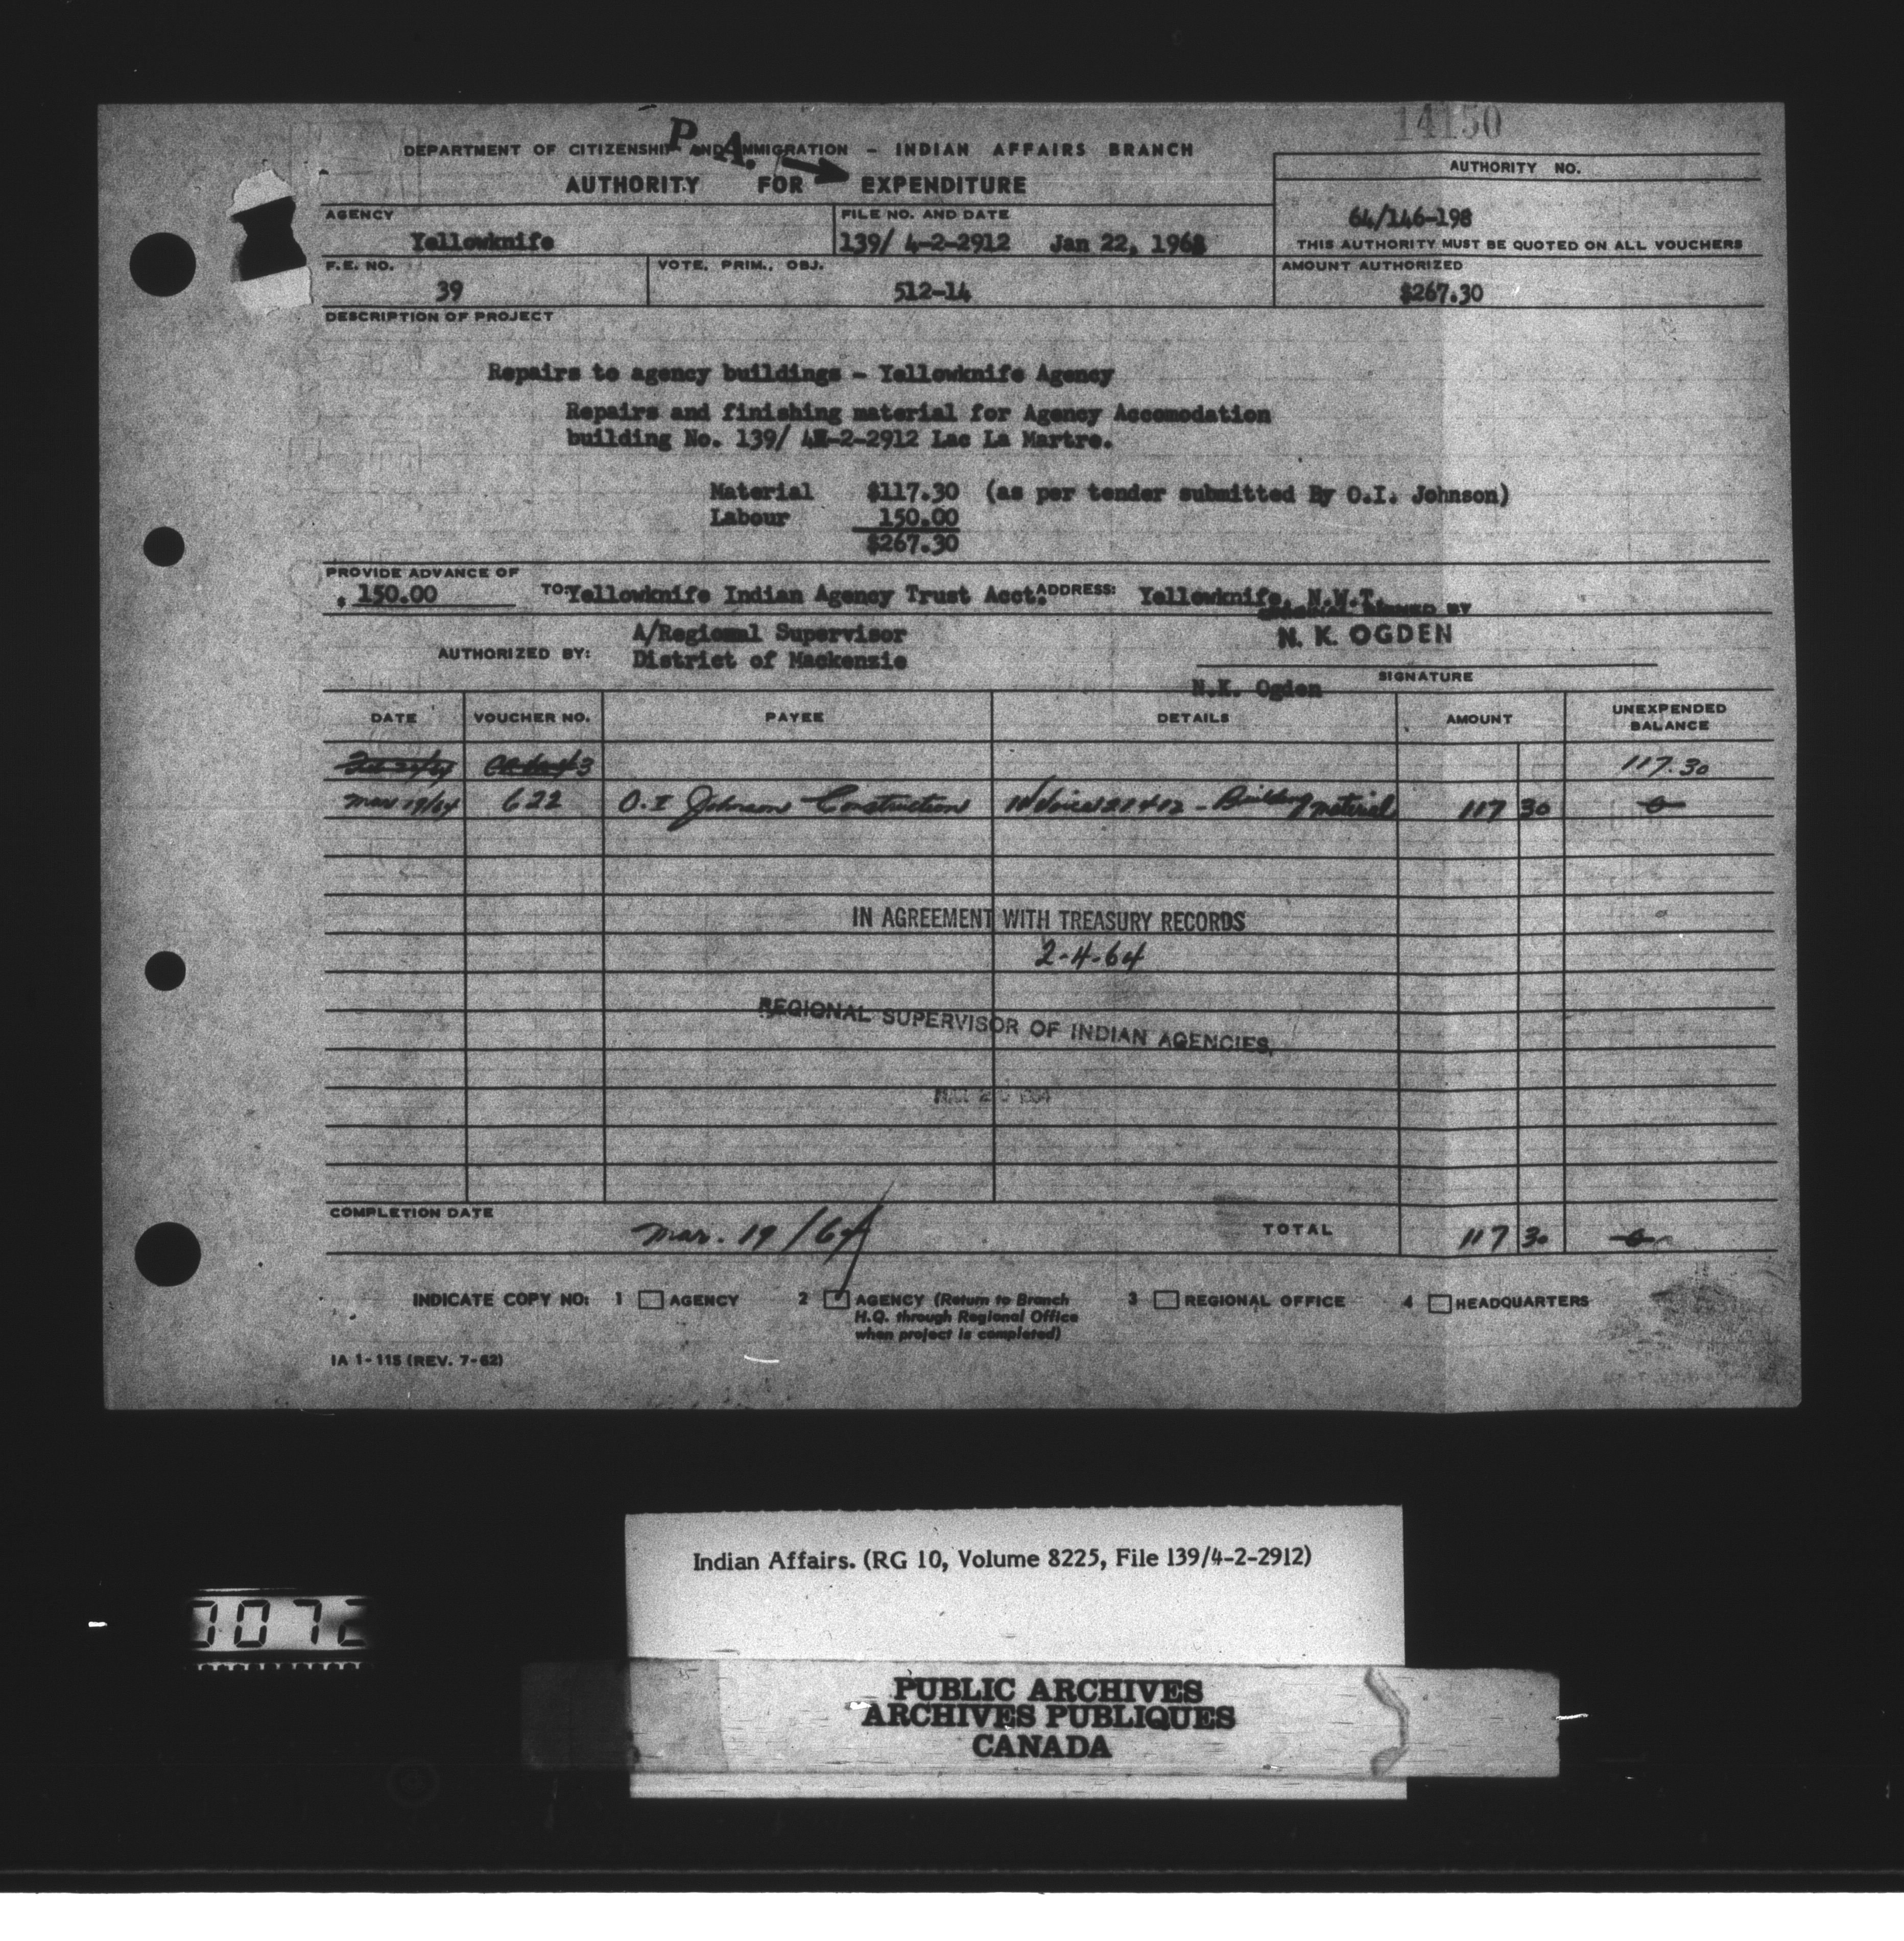 14150
P.A.
DEPARTMENT OF CITIZENSHIP AND IMMIGRATION - INDIAN AFFAIRS BRANCH
AUTHORITY FOR EXPENDITURE
AUTHORITY NO.
64/146-198
THIS AUTHORITY MUST BE QUOTED ON ALL VOUCHERS
AGENCY
Yellowknife
FILE NO. AND DATE
139/ 4-2-2912 Jan 22, 1964
F.E. NO.
39
VOTE, PRIM., OBJ.
512-14
AMOUNT AUTHORIZED
$267.30
DESCRIPTION OF PROJECT
Repairs to agency buildings - Yellowknife Agency
Repairs and finishing material for Agency Accomodation
building No. 139/ 4-2-2912 Lac La Martre.
Material $117.30 (as per tender submitted By O.I. Johnson)
Labour 150.00
$267.30
PROVIDE ADVANCE OF
$ 150.00 TO: Yellowknife Indian Agency Trust Acct. ADDRESS: Yellowknife, N.W.T.
SIGNED BY
N. K. OGDEN
AUTHORIZED BY: A/Regional Supervisor
District of Mackenzie
SIGNATURE
N.K. Ogden
DATE VOUCHER NO. PAYEE DETAILS AMOUNT UNEXPENDED BALANCE
117.30
Mar 19/64 622 O.I Johnson Construction Building material 117 30 0
IN AGREEMENT WITH TREASURY RECORDS
2-4-64
REGIONAL SUPERVISOR OF INDIAN AGENCIES,
COMPLETION DATE
Mar. 19/64
TOTAL 117 30 0
INDICATE COPY NO: 1 AGENCY 2 AGENCY (Return to Branch 3 REGIONAL OFFICE 4 HEADQUARTERS
H.Q. through Regional Office
when project is completed)
IA 1-115 (REV. 7-62)
Indian Affairs. (RG 10, Volume 8225, File 139/4-2-2912)
PUBLIC ARCHIVES
ARCHIVES PUBLIQUES
CANADA